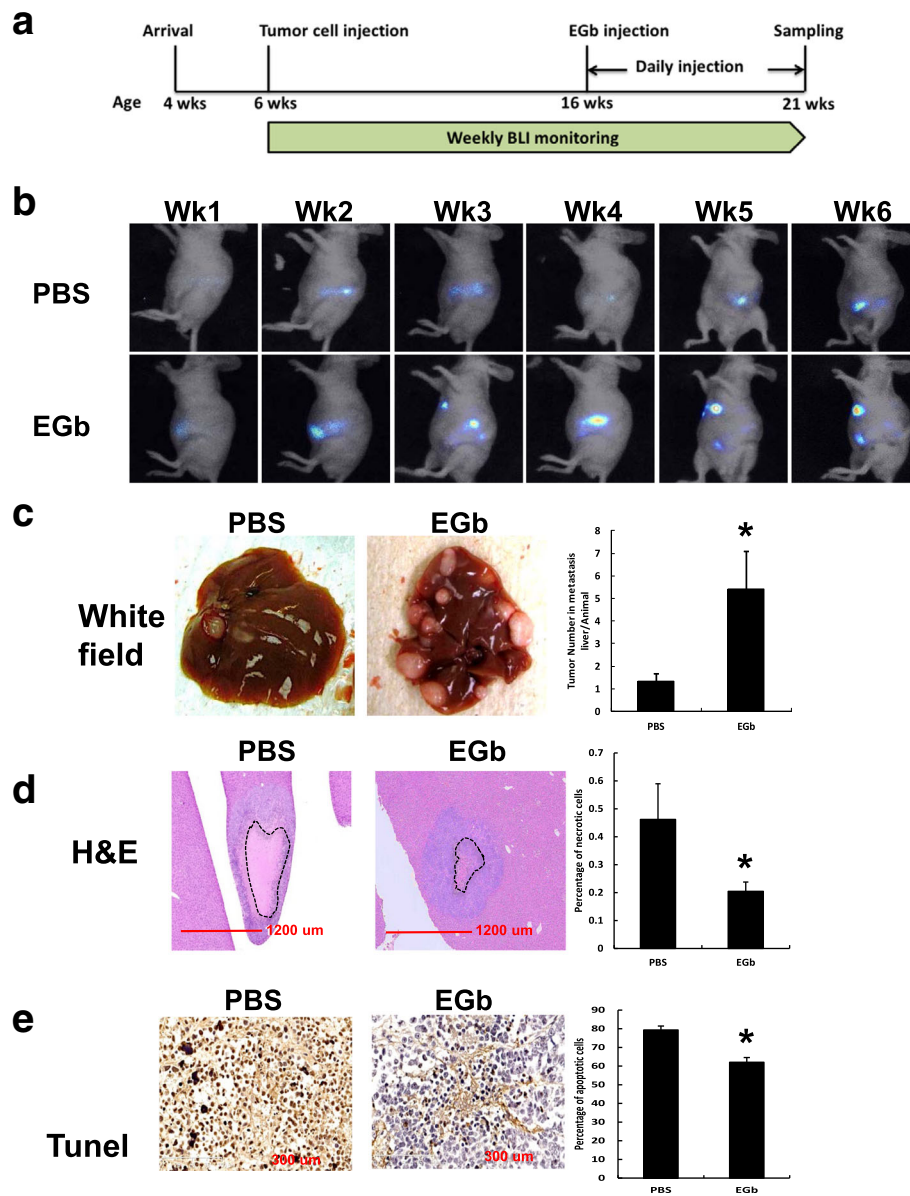 a
Arrival Tumor cell injection EGb injection Sampling
Daily injection
Age 4 wks 6 wks 16 wks 21 wks
Weekly BLI monitoring
b
Wk1 Wk2 Wk3 Wk4 Wk5 Wk6
PBS
EGb
c
PBS EGb
White
field
Tumor Number in metastasis
liver/Animal
8
7
6
5
4
3
2
1
0
*
PBS EGb
d
PBS EGb
H&E
1200 um 1200 um
Percentage of necrotic cells
0.7
0.6
0.5
0.4
0.3
0.2
0.1
0
*
PBS EGb
e
PBS EGb
Tunel
300 um 300 um
Percentage of apoptotic cells
90
80
70
60
50
40
30
20
10
0
*
PBS EGb